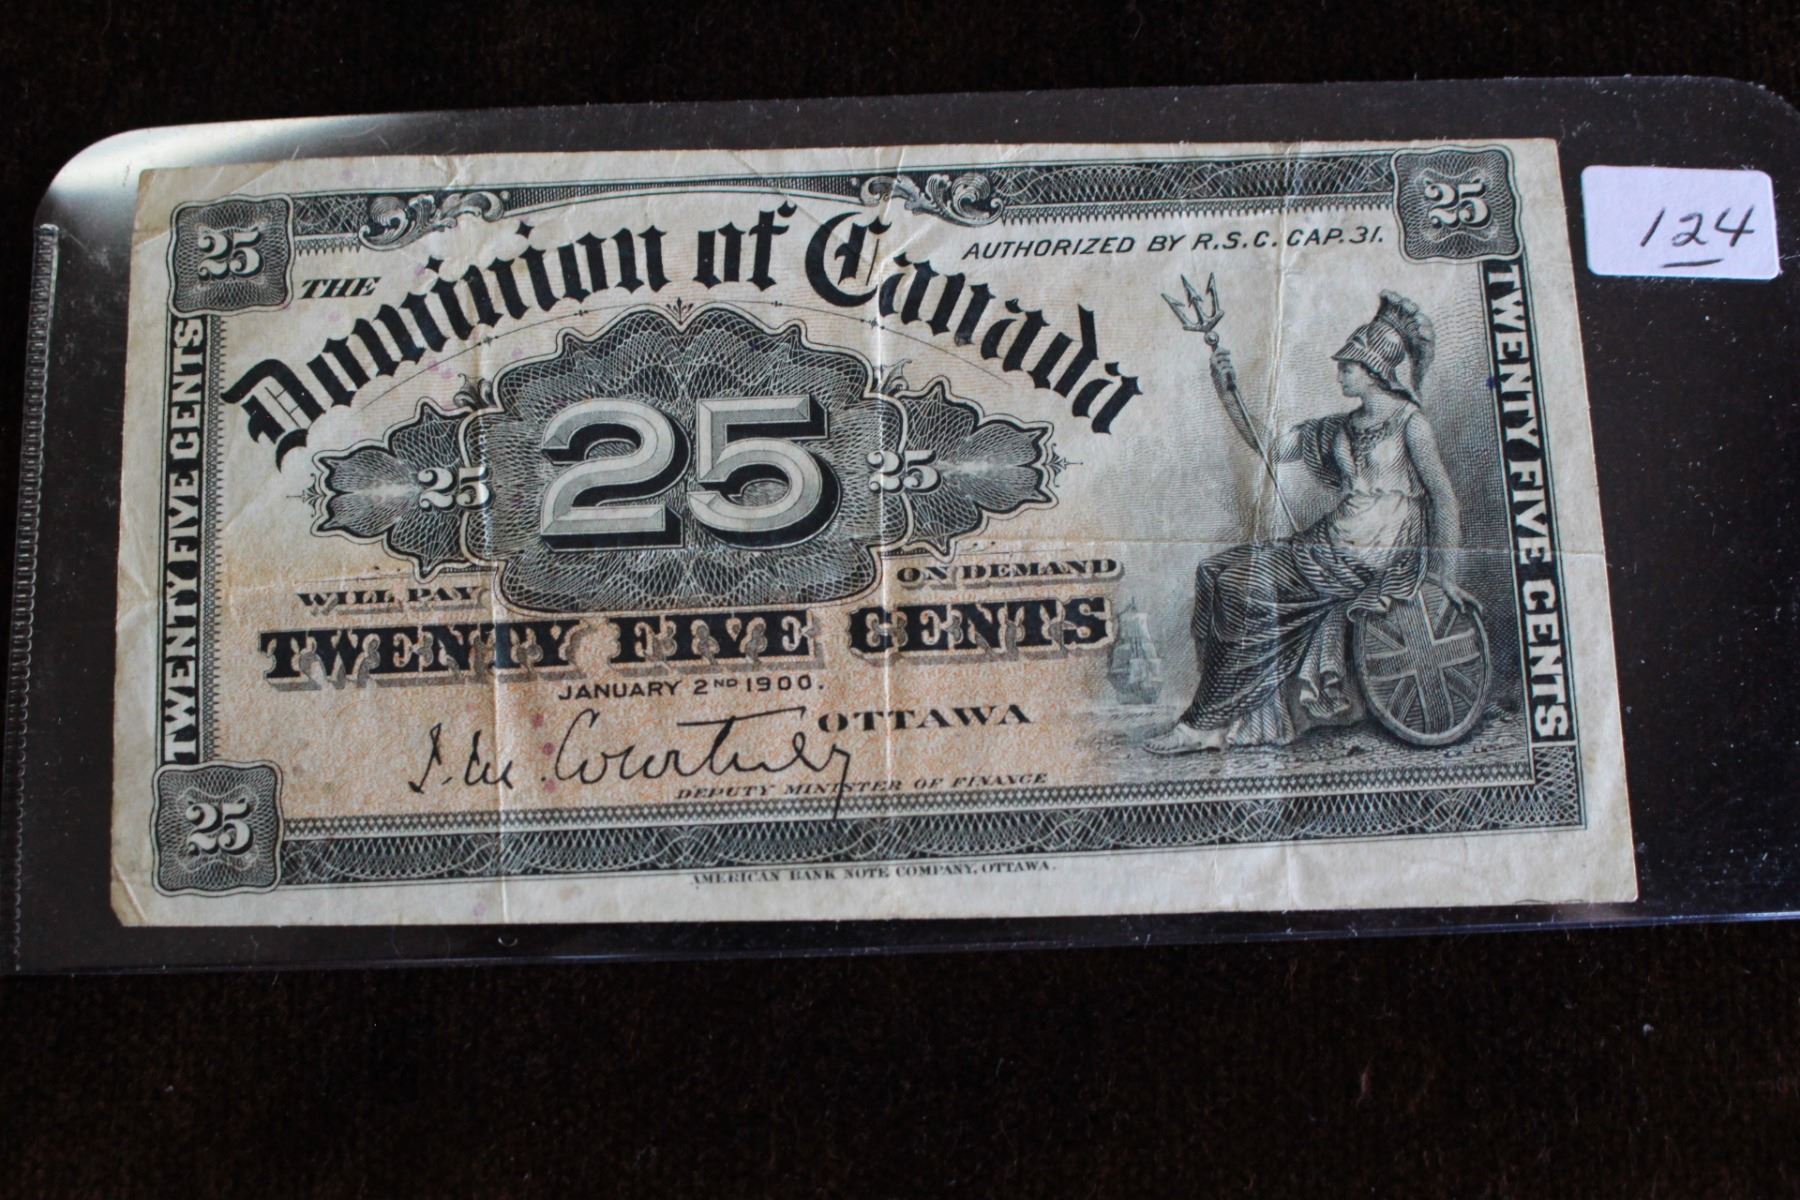 124
25
25
THE
Dominion of Canada
AUTHORIZED BY R.S.C. CAP. 31.
TWENTY FIVE CENTS
TWENTY FIVE CENTS
25
25
25
WILL PAY
ON DEMAND
TWENTY FIVE CENTS
JANUARY 2ND 1900.
OTTAWA
J. M. Courtney
DEPUTY MINISTER OF FINANCE
25
AMERICAN BANK NOTE COMPANY, OTTAWA.